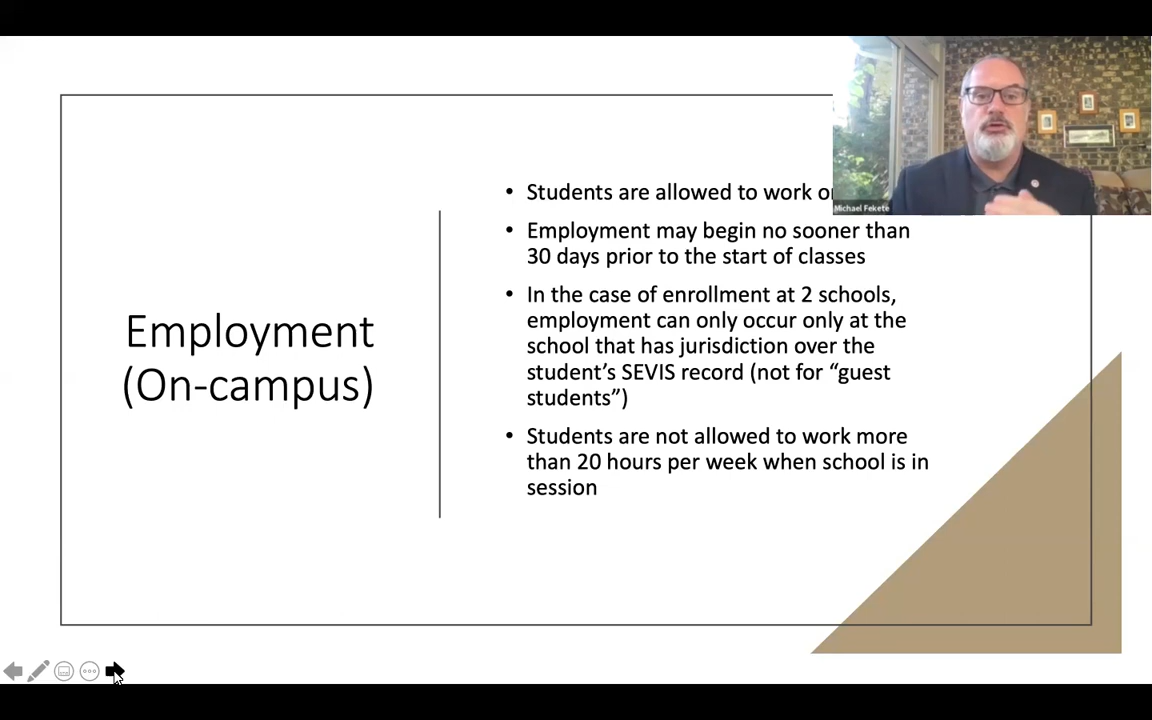 Employment
(On-campus)
• Students are allowed to work
• Employment may begin no sooner than
30 days prior to the start of classes
• In the case of enrollment at 2 schools,
employment can only occur only at the
school that has jurisdiction over the
student’s SEVIS record (not for “guest
students”)
• Students are not allowed to work more
than 20 hours per week when school is in
session
Michael Fekete